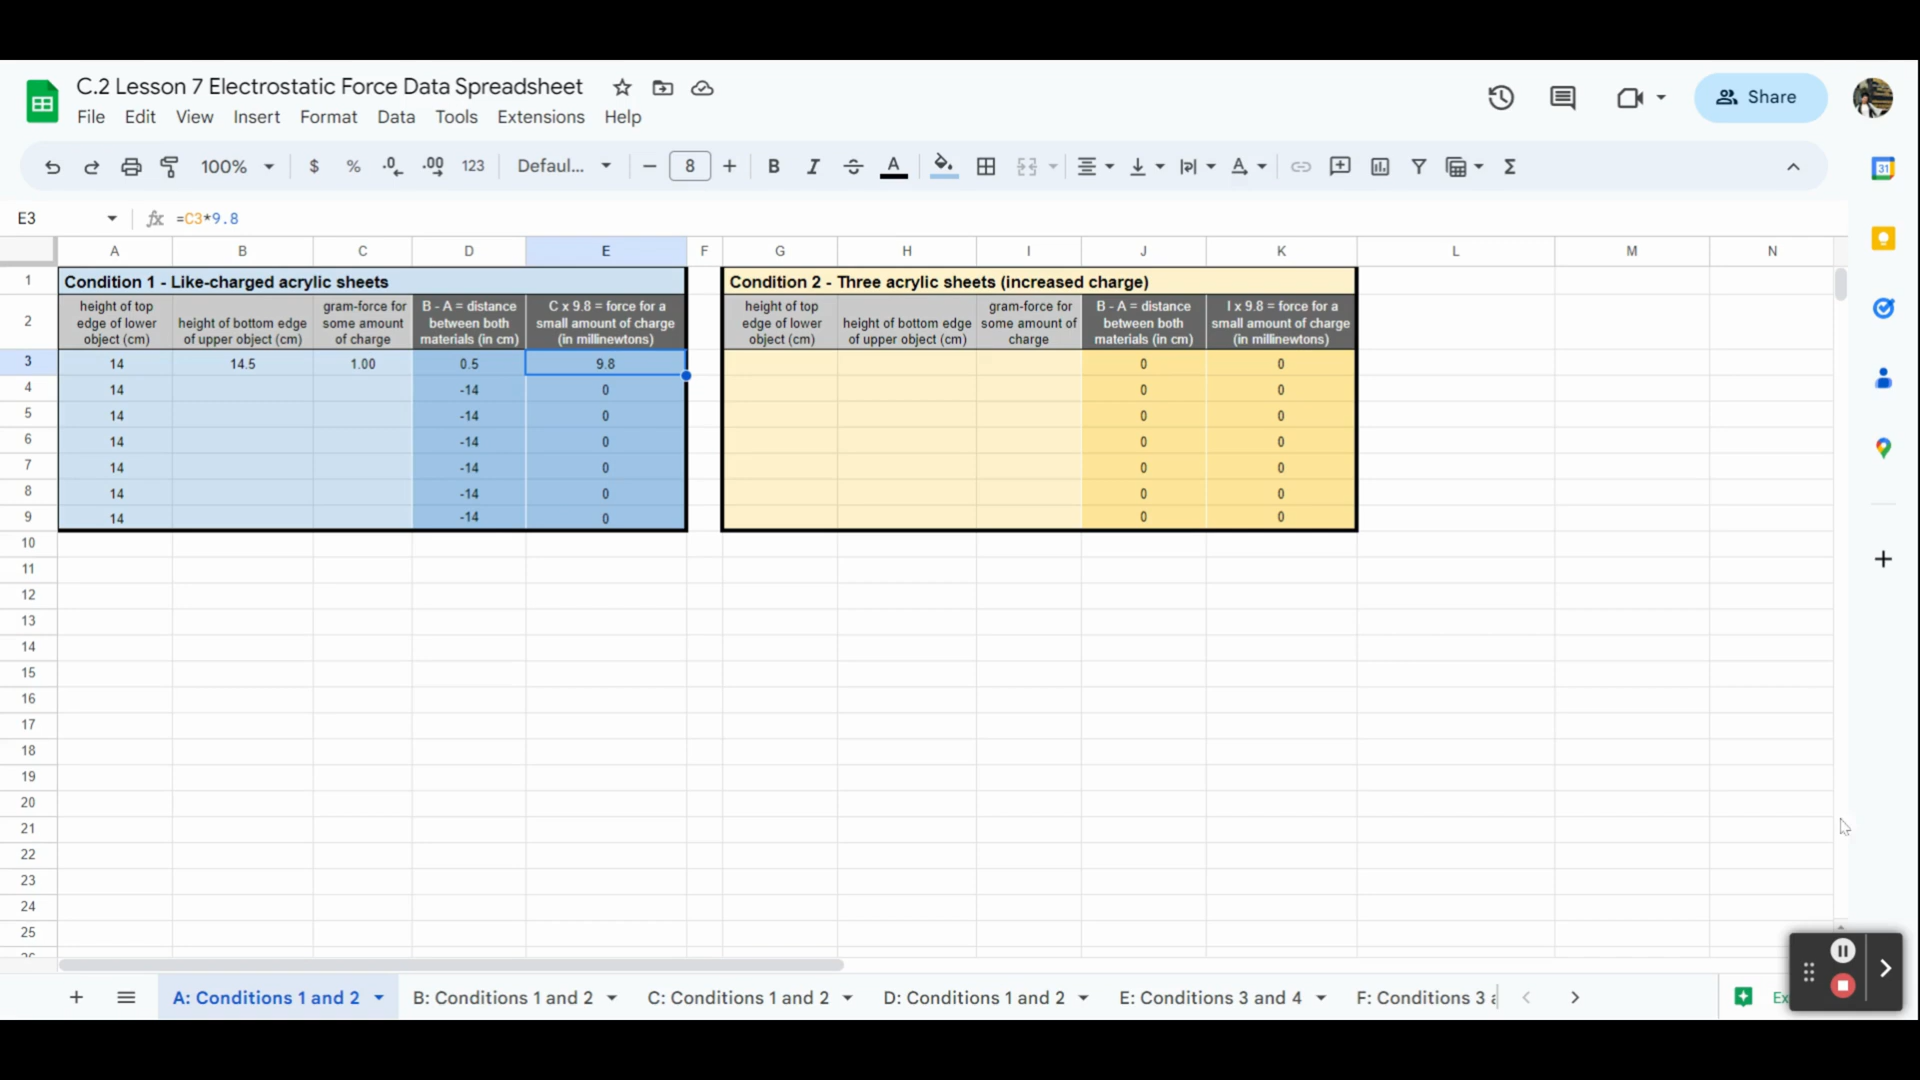 C.2 Lesson 7 Electrostatic Force Data Spreadsheet
File Edit View Insert Format Data Tools Extensions Help
Share
100% $ % .0 .00 123 Defaul... 8 B I A Σ
31
E3 fx =C3*9.8
A B C D E F G H I J K L M N
1 Condition 1 - Like-charged acrylic sheets Condition 2 - Three acrylic sheets (increased charge)
height of top gram-force for B - A = distance C x 9.8 = force for a height of top gram-force for B - A = distance I x 9.8 = force for a
2 edge of lower height of bottom edge some amount between both small amount of charge edge of lower height of bottom edge some amount of between both small amount of charge
object (cm) of upper object (cm) of charge materials (in cm) (in millinewtons) object (cm) of upper object (cm) charge materials (in cm) (in millinewtons)
3 14 14.5 1.00 0.5 9.8 0 0
4 14 -14 0 0 0
5 14 -14 0 0 0
6 14 -14 0 0 0
7 14 -14 0 0 0
8 14 -14 0 0 0
9 14 -14 0 0 0
10
11
12
13
14
15
16
17
18
19
20
21
22
23
24
25
A: Conditions 1 and 2 B: Conditions 1 and 2 C: Conditions 1 and 2 D: Conditions 1 and 2 E: Conditions 3 and 4 F: Conditions 3